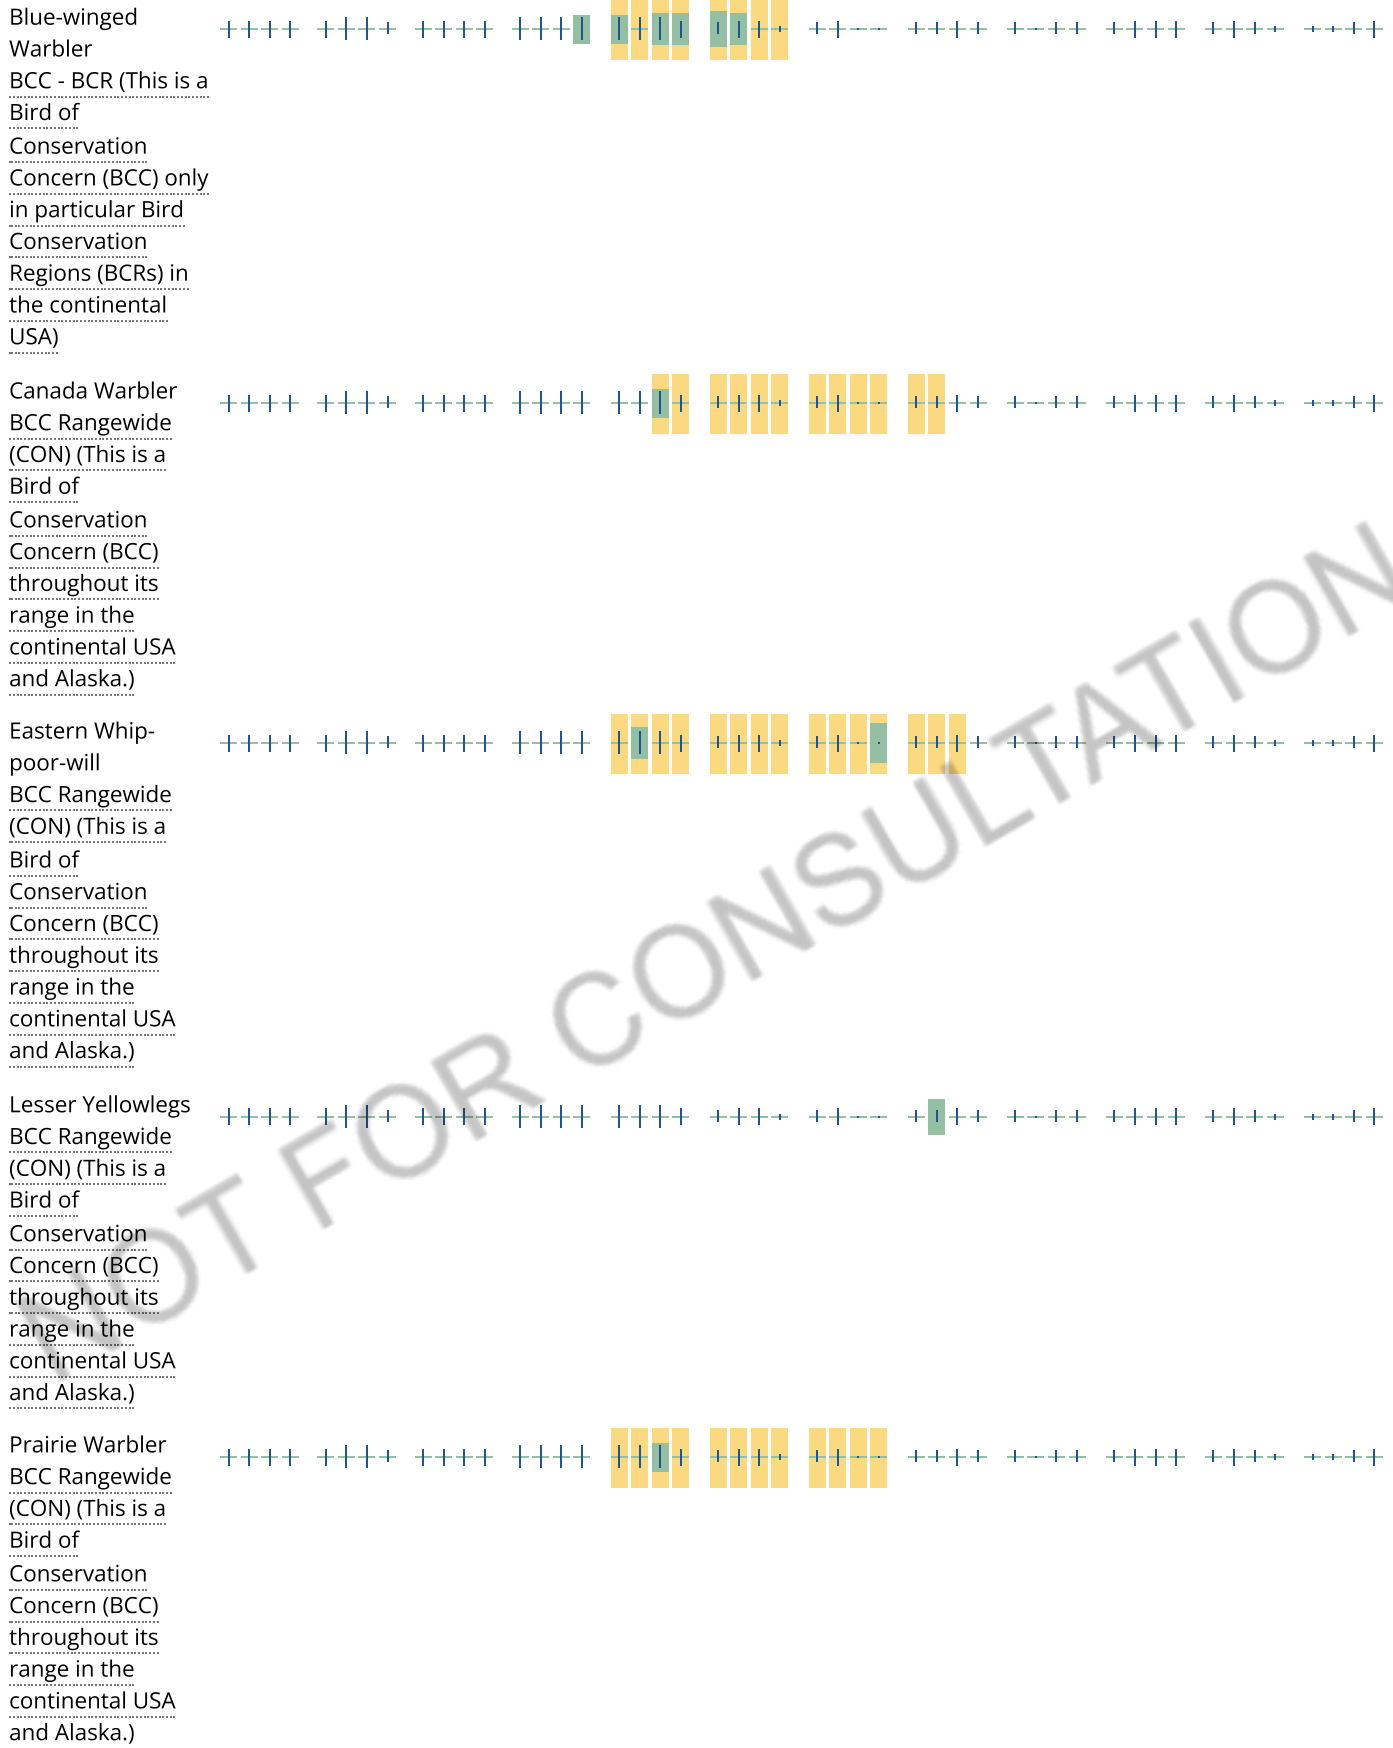 Blue-winged
Warbler
BCC - BCR (This is a
Bird of
Conservation
Concern (BCC) only
in particular Bird
Conservation
Regions (BCRs) in
the continental
USA)
Canada Warbler
BCC Rangewide
(CON) (This is a
Bird of
Conservation
Concern (BCC)
throughout its
range in the
continental USA
and Alaska.)
Eastern Whip-
poor-will
BCC Rangewide
(CON) (This is a
Bird of
Conservation
Concern (BCC)
throughout its
range in the
continental USA
and Alaska.)
Lesser Yellowlegs
BCC Rangewide
(CON) (This is a
Bird of
Conservation
Concern (BCC)
throughout its
range in the
continental USA
and Alaska.)
Prairie Warbler
BCC Rangewide
(CON) (This is a
Bird of
Conservation
Concern (BCC)
throughout its
range in the
continental USA
and Alaska.)
NOT FOR CONSULTATION